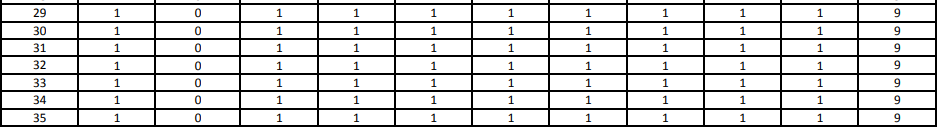 29 1 0 1 1 1 1 1 1 1 1 9
30 1 0 1 1 1 1 1 1 1 1 9
31 1 0 1 1 1 1 1 1 1 1 9
32 1 0 1 1 1 1 1 1 1 1 9
33 1 0 1 1 1 1 1 1 1 1 9
34 1 0 1 1 1 1 1 1 1 1 9
35 1 0 1 1 1 1 1 1 1 1 9